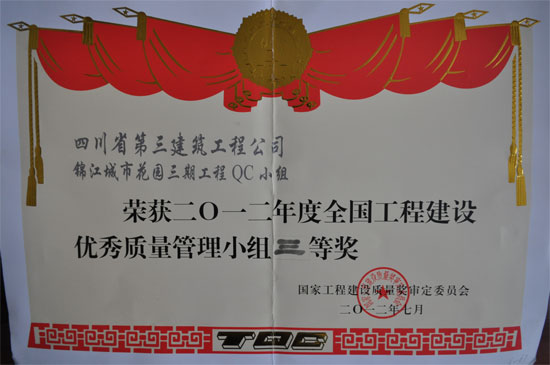 四川省第三建筑工程公司
锦江城市花园三期工程QC小组
荣获二〇一二年度全国工程建设
优秀质量管理小组三等奖
国家工程建设质量奖审定委员会
二〇一二年七月
TQC